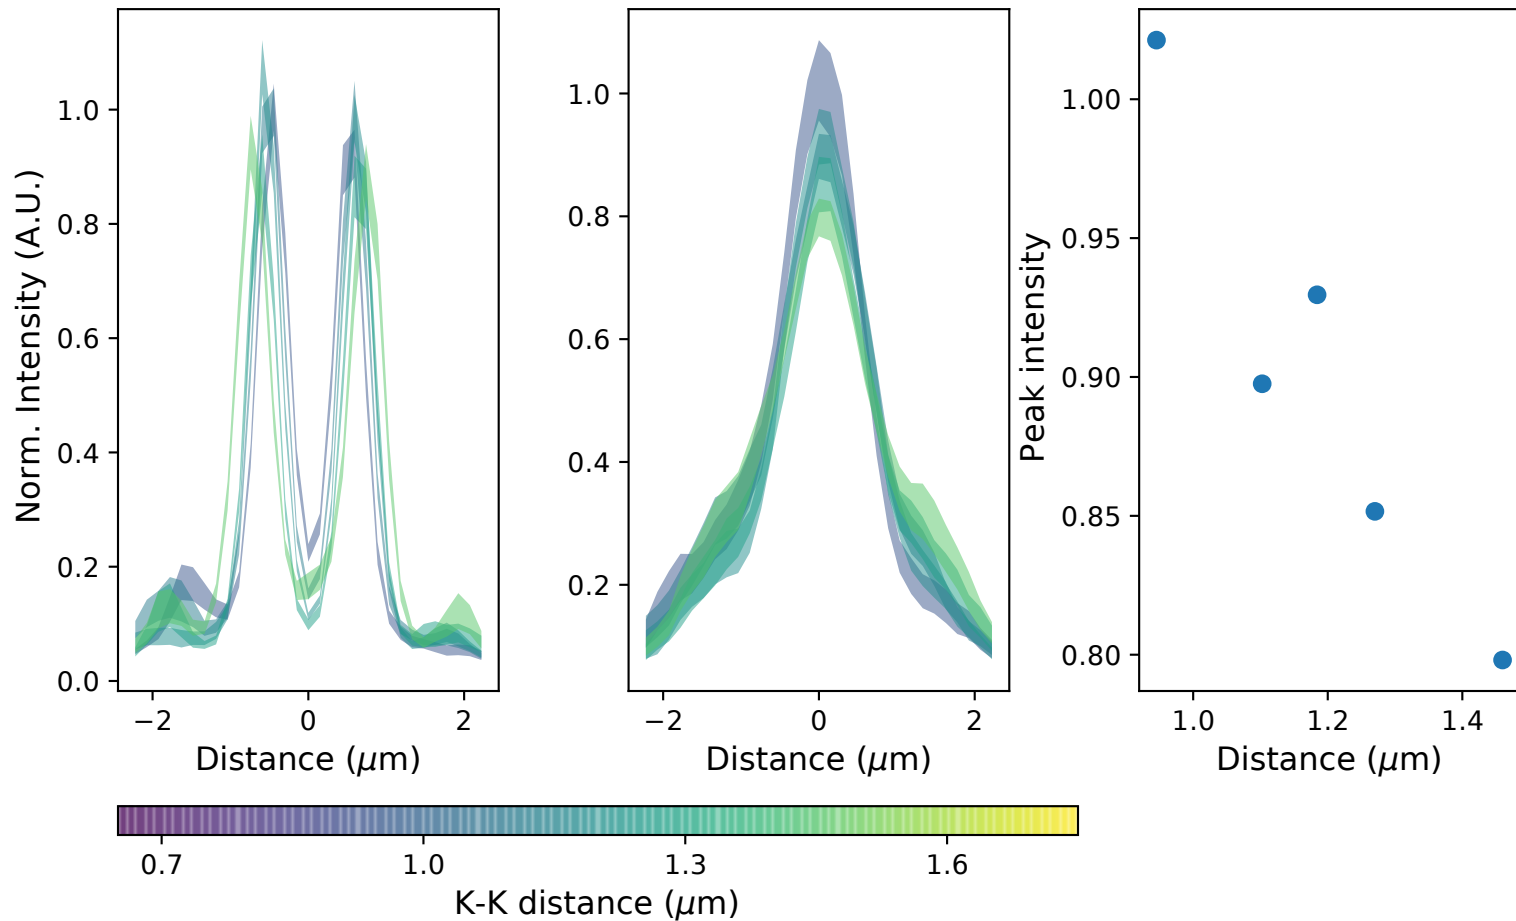 Norm. Intensity (A.U.)
1.0
0.8
0.6
0.4
0.2
0.0
−2 0 2
Distance (μm)
1.0
0.8
0.6
0.4
0.2
−2 0 2
Distance (μm)
Peak intensity
1.00
0.95
0.90
0.85
0.80
1.0 1.2 1.4
Distance (μm)
0.7 1.0 1.3 1.6
K-K distance (μm)